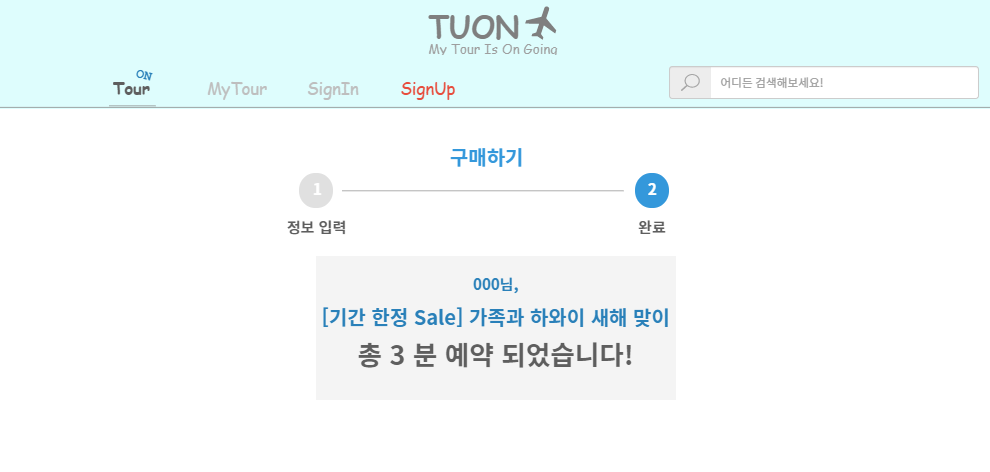 TUON
My Tour Is On Going
ON
Tour MyTour SignIn SignUp 어디든 검색해보세요!
구매하기
1 2
정보 입력 완료
000님,
[기간 한정 Sale] 가족과 하와이 새해 맞이
총 3 분 예약 되었습니다!